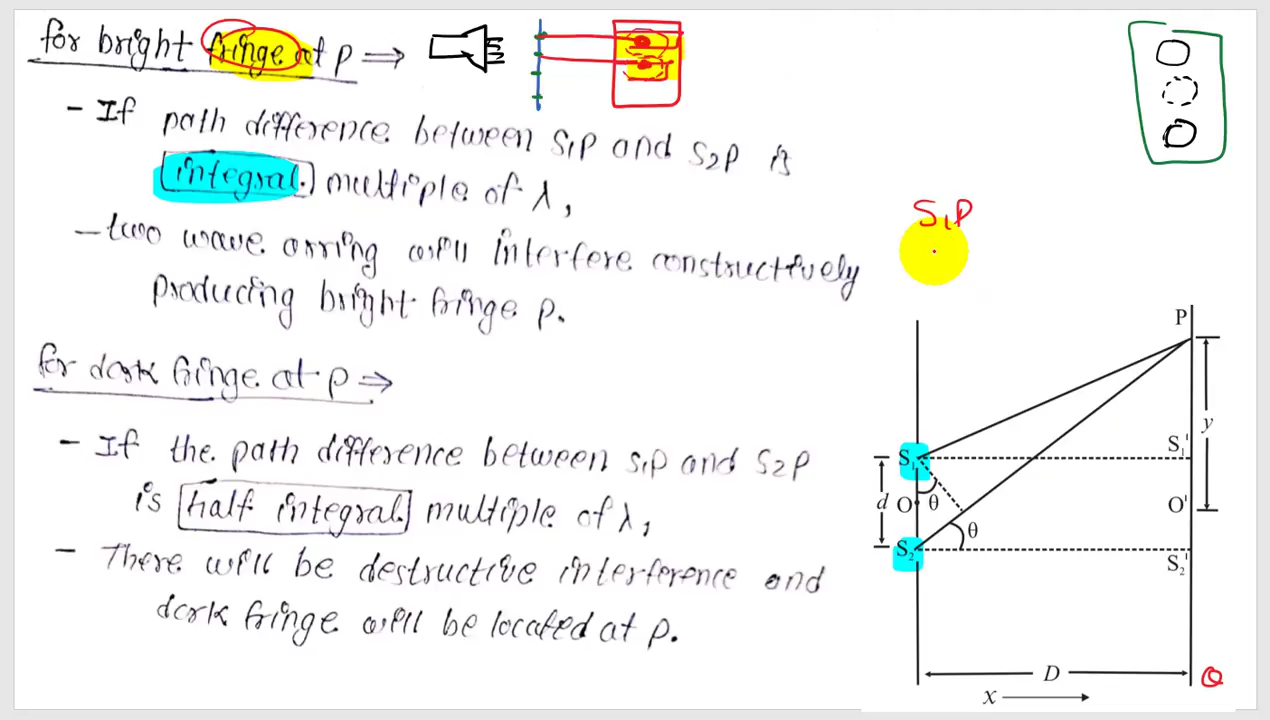 for bright fringe at p ⇒
- If path difference between S1P and S2P is
integral. multiple of λ,
- two wave arring will interfere constructively
producing bright fringe p.
for dark fringe at p ⇒
- If the path difference between S1P and S2P
is half integral. multiple of λ,
- There will be destructive interference and
dark fringe will be located at p.
S1P
P
y
S1
S1'
d
O
θ
O'
θ
S2
S2'
D
x
Q